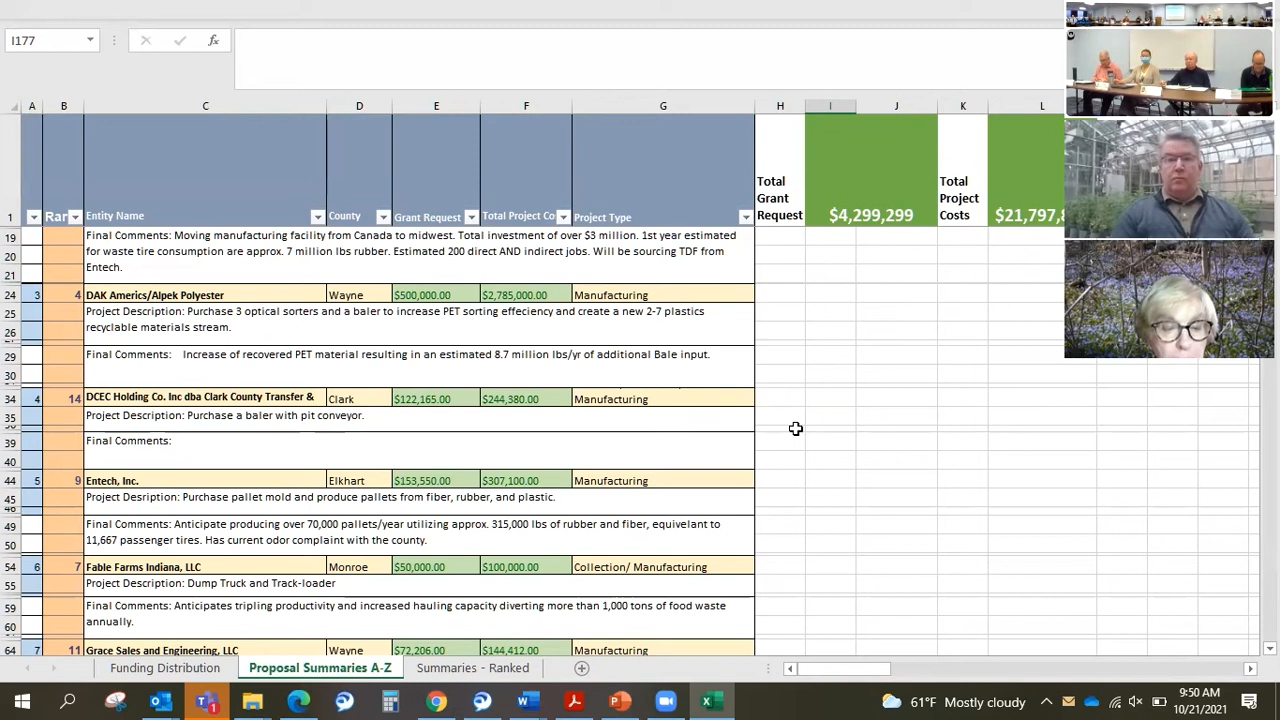 I177
fx
A B C D E F G H I J K L
1 Ran Entity Name County Grant Request Total Project Co Project Type Total Grant Request $4,299,299 Total Project Costs $21,797,8
19 Final Comments: Moving manufacturing facility from Canada to midwest. Total investment of over $3 million. 1st year estimated
20 for waste tire consumption are approx. 7 million lbs rubber. Estimated 200 direct AND indirect jobs. Will be sourcing TDF from
21 Entech.
24 3 4 DAK Americs/Alpek Polyester Wayne $500,000.00 $2,785,000.00 Manufacturing
25 Project Description: Purchase 3 optical sorters and a baler to increase PET sorting effeciency and create a new 2-7 plastics
26 recyclable materials stream.
29 Final Comments: Increase of recovered PET material resulting in an estimated 8.7 million lbs/yr of additional Bale input.
30
34 4 14 DCEC Holding Co. Inc dba Clark County Transfer & Clark $122,165.00 $244,380.00 Manufacturing
35 Project Description: Purchase a baler with pit conveyor.
39 Final Comments:
40
44 5 9 Entech, Inc. Elkhart $153,550.00 $307,100.00 Manufacturing
45 Project Desription: Purchase pallet mold and produce pallets from fiber, rubber, and plastic.
49 Final Comments: Anticipate producing over 70,000 pallets/year utilizing approx. 315,000 lbs of rubber and fiber, equivelant to
50 11,667 passenger tires. Has current odor complaint with the county.
54 6 7 Fable Farms Indiana, LLC Monroe $50,000.00 $100,000.00 Collection/ Manufacturing
55 Project Description: Dump Truck and Track-loader
59 Final Comments: Anticipates tripling productivity and increased hauling capacity diverting more than 1,000 tons of food waste
60 annually.
64 7 11 Grace Sales and Engineering, LLC Wayne $72,206.00 $144,412.00 Manufacturing
Funding Distribution Proposal Summaries A-Z Summaries - Ranked
61°F Mostly cloudy 9:50 AM
10/21/2021